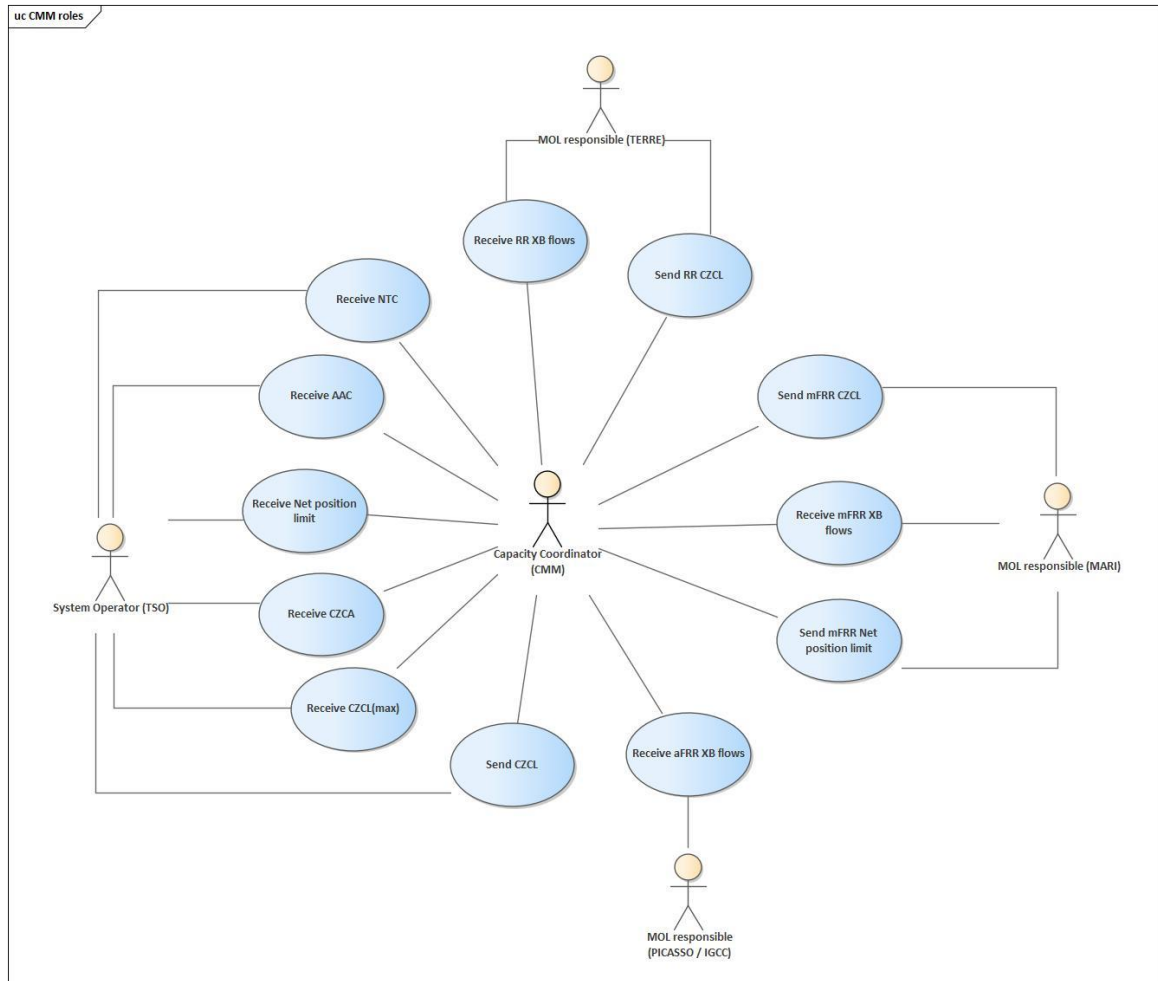 uc CMM roles
MOL responsible (TERRE)
Receive RR XB flows
Send RR CZCL
Receive NTC
Receive AAC
Send mFRR CZCL
Receive Net position
limit
Receive mFRR XB
flows
Capacity Coordinator
(CMM)
MOL responsible (MARI)
System Operator (TSO)
Receive CZCA
Send mFRR Net
position limit
Receive CZCL(max)
Send CZCL
Receive aFRR XB flows
MOL responsible
(PICASSO / IGCC)